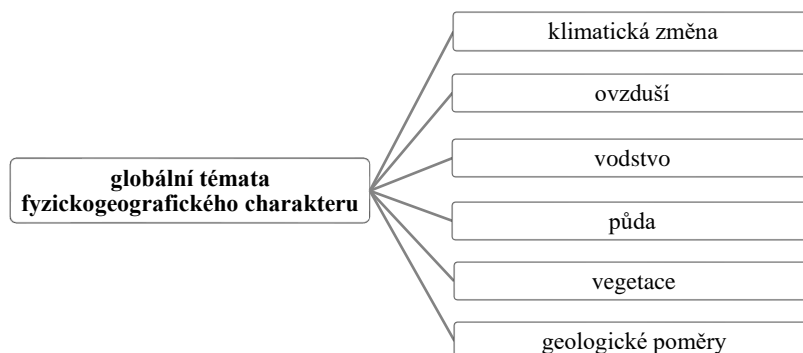 klimatická změna
ovzduší
vodstvo
globální témata
fyzickogeografického charakteru
půda
vegetace
geologické poměry